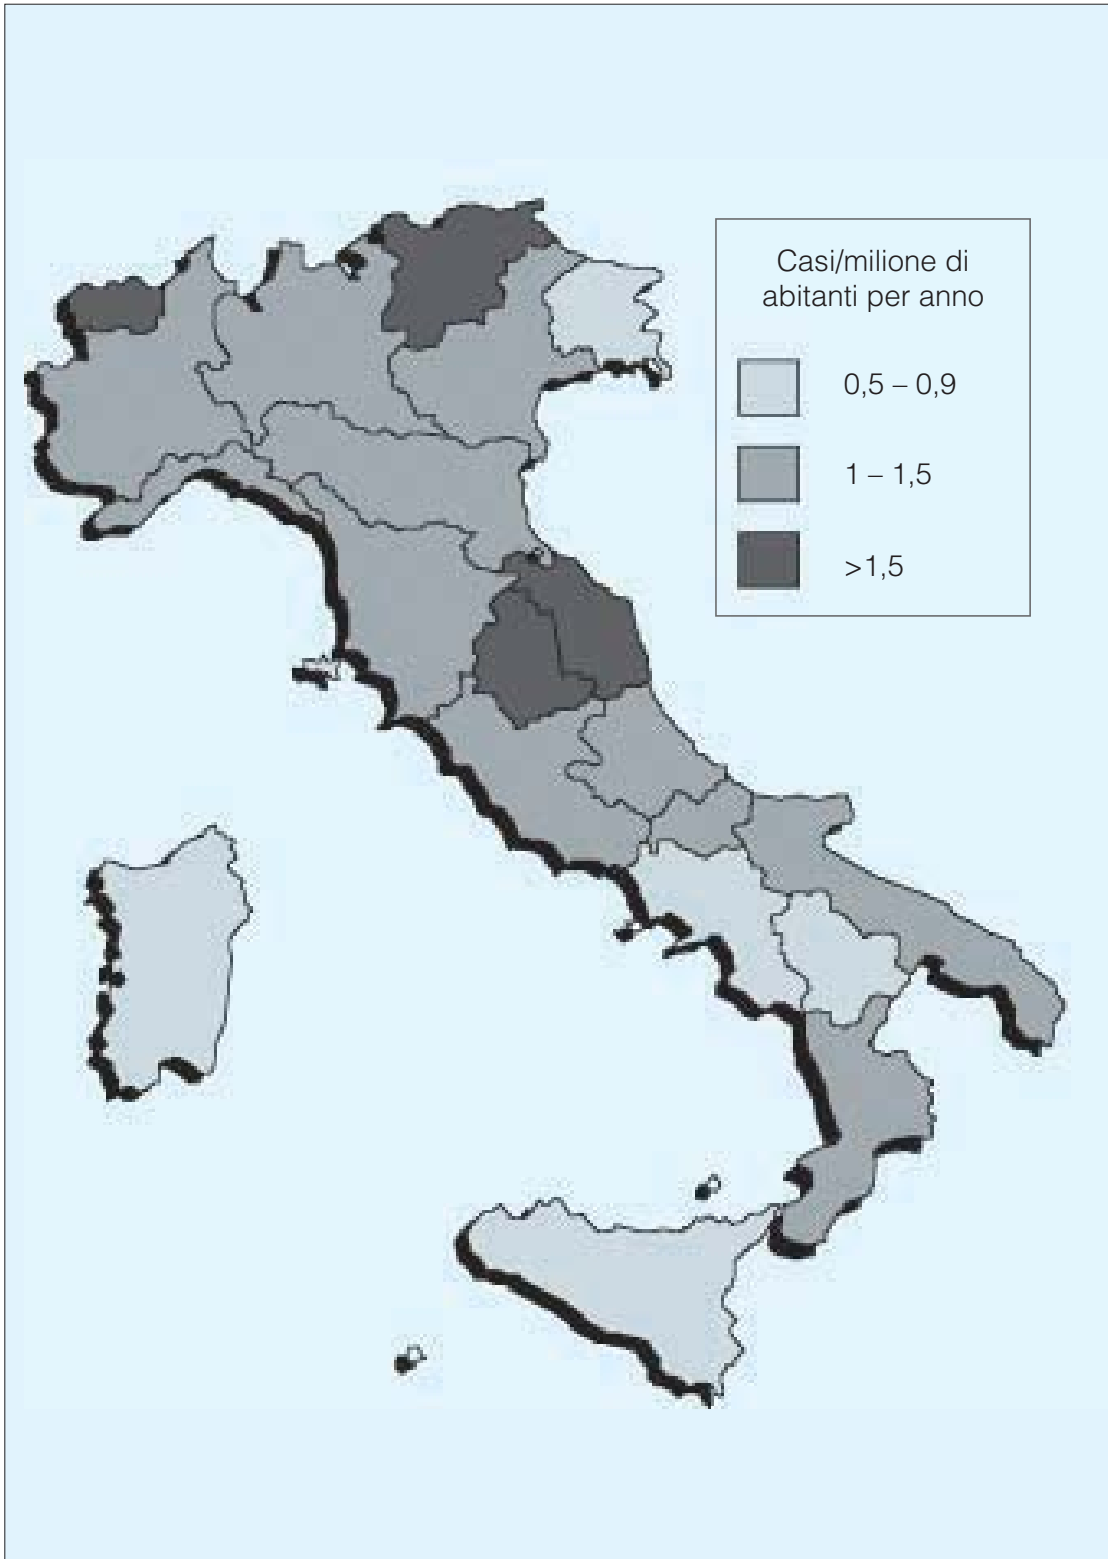 Casi/milione di
abitanti per anno
0,5 – 0,9
1 – 1,5
>1,5